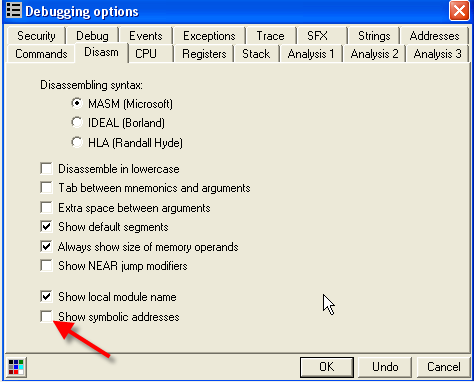 Debugging options
Security Debug Events Exceptions Trace SFX Strings Addresses
Commands Disasm CPU Registers Stack Analysis 1 Analysis 2 Analysis 3
Disassembling syntax:
MASM (Microsoft)
IDEAL (Borland)
HLA (Randall Hyde)
Disassemble in lowercase
Tab between mnemonics and arguments
Extra space between arguments
Show default segments
Always show size of memory operands
Show NEAR jump modifiers
Show local module name
Show symbolic addresses
OK Undo Cancel